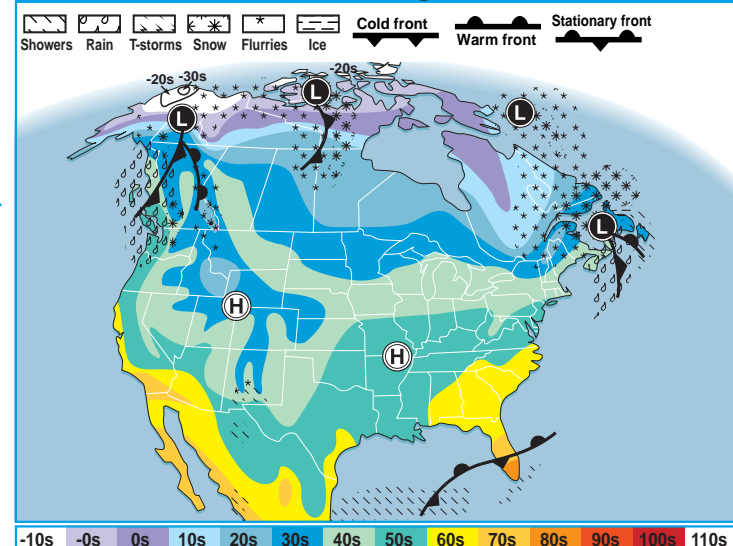 Showers Rain T-storms Snow Flurries Ice
Cold front
Warm front
Stationary front
-20s -30s
-20s
L
L
L
L
H
H
-10s -0s 0s 10s 20s 30s 40s 50s 60s 70s 80s 90s 100s 110s